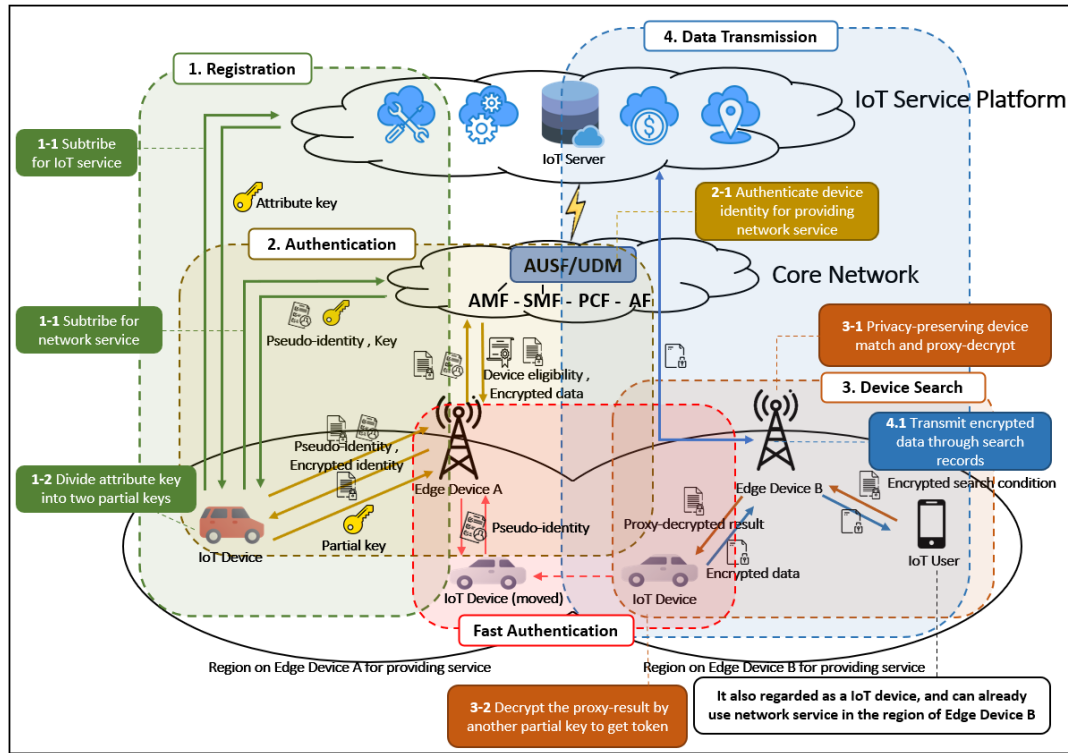 4. Data Transmission
1. Registration
IoT Service Platform
1-1 Subtribe
for IoT service
IoT Server
2-1 Authenticate device
identity for providing
network service
Attribute key
2. Authentication
AUSF/UDM
Core Network
AMF - SMF - PCF - AF
1-1 Subtribe for
network service
Pseudo-identity , Key
3-1 Privacy-preserving device
match and proxy-decrypt
Device eligibility ,
Encrypted data
3. Device Search
4.1 Transmit encrypted
data through search
records
Pseudo-identity ,
Encrypted identity
1-2 Divide attribute key
into two partial keys
Edge Device A
Edge Device B
Encrypted search condition
Pseudo-identity
Proxy-decrypted result
IoT Device
Partial key
IoT User
Encrypted data
IoT Device (moved)
IoT Device
Fast Authentication
Region on Edge Device A for providing service
Region on Edge Device B for providing service
3-2 Decrypt the proxy-result by
another partial key to get token
It also regarded as a IoT device, and can already
use network service in the region of Edge Device B